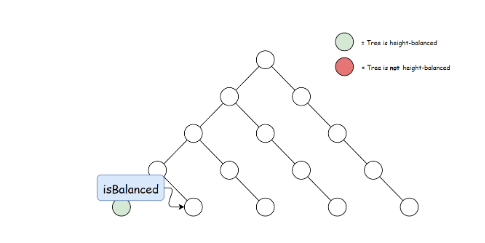 = Tree is height-balanced
= Tree is not height-balanced
isBalanced